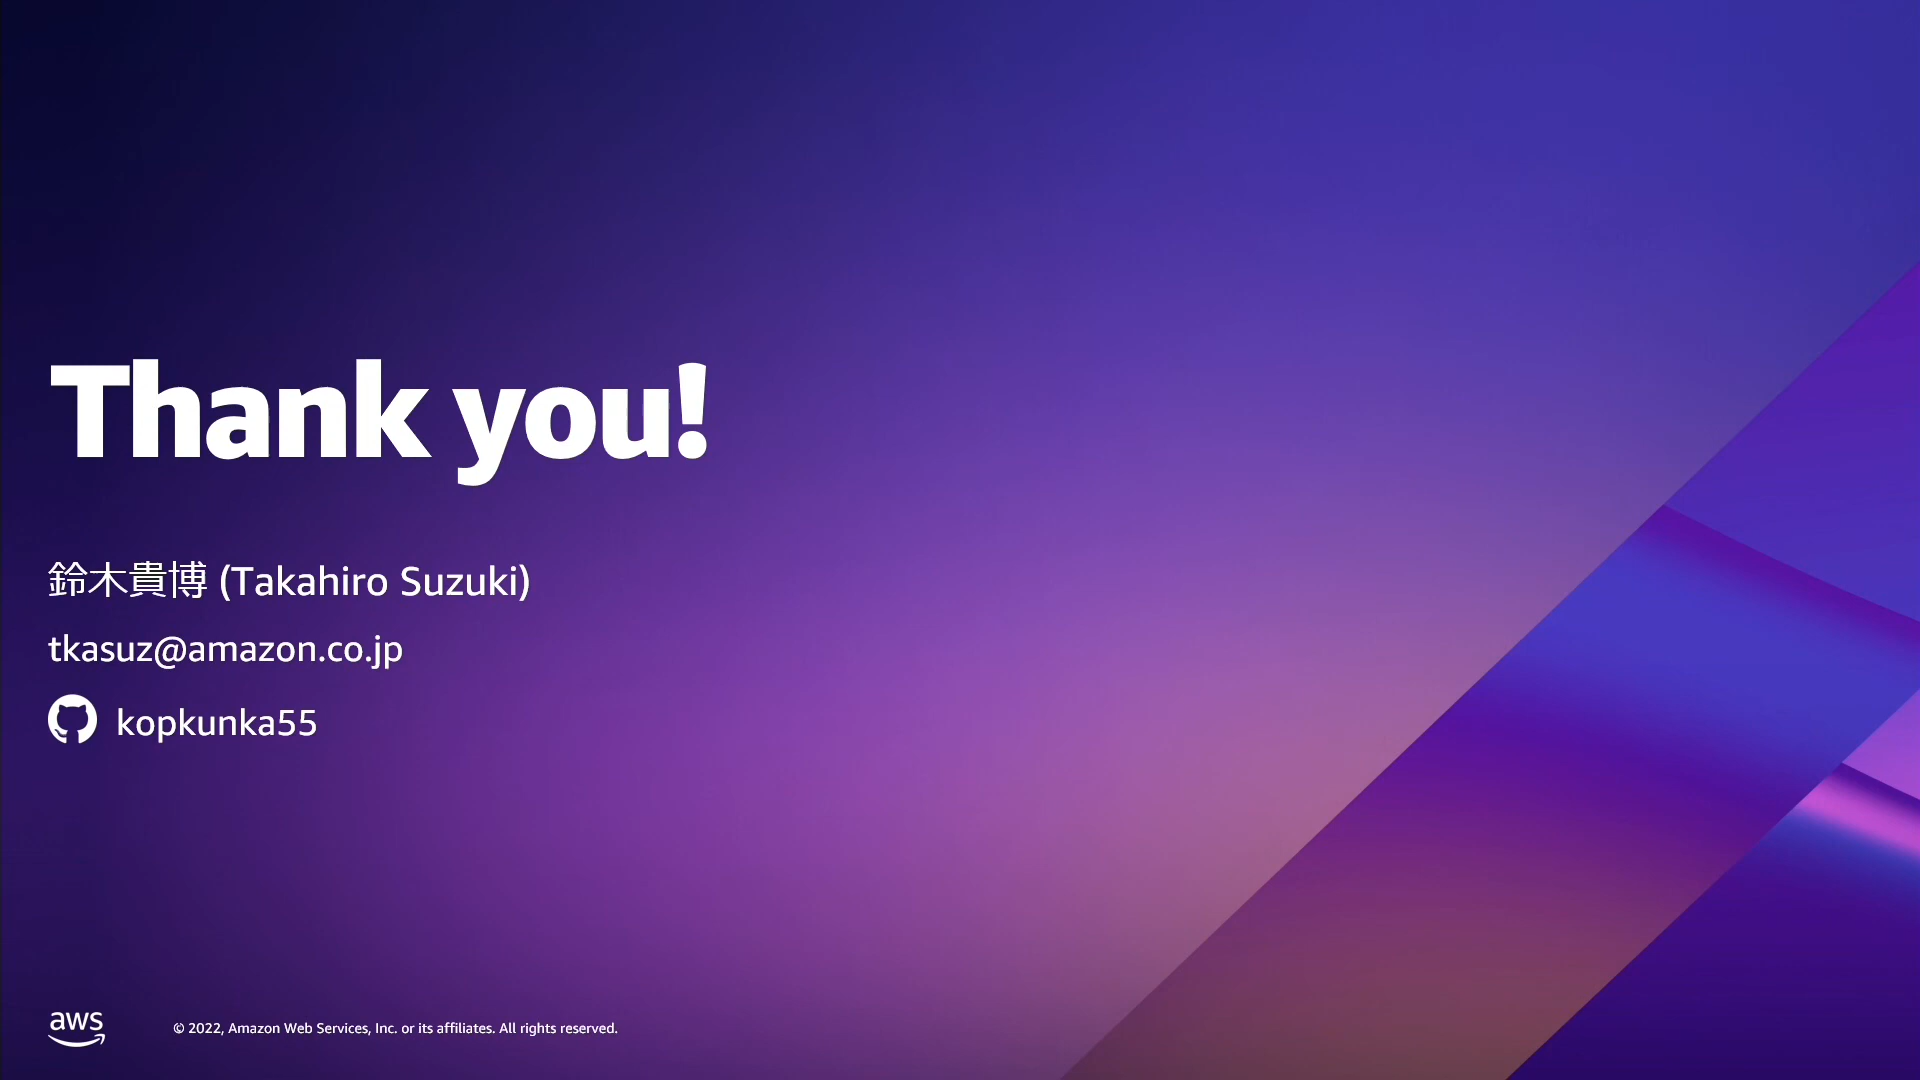 Thank you!
鈴木貴博 (Takahiro Suzuki)
tkasuz@amazon.co.jp
kopkunka55
aws
© 2022, Amazon Web Services, Inc. or its affiliates. All rights reserved.